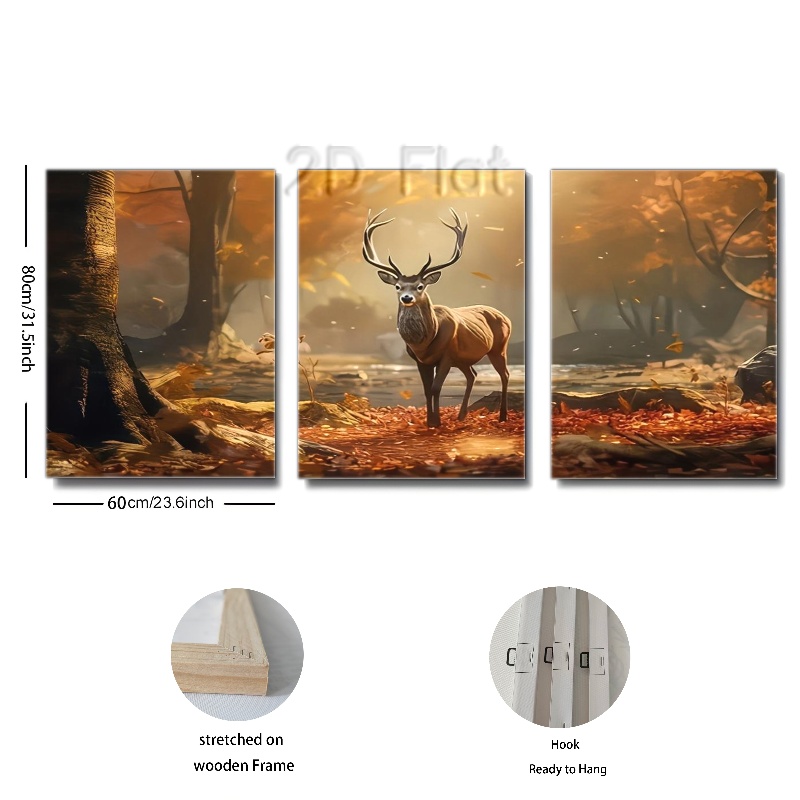 2D Flat
80cm/31.5inch
60cm/23.6inch
stretched on
wooden Frame
Hook
Ready to Hang